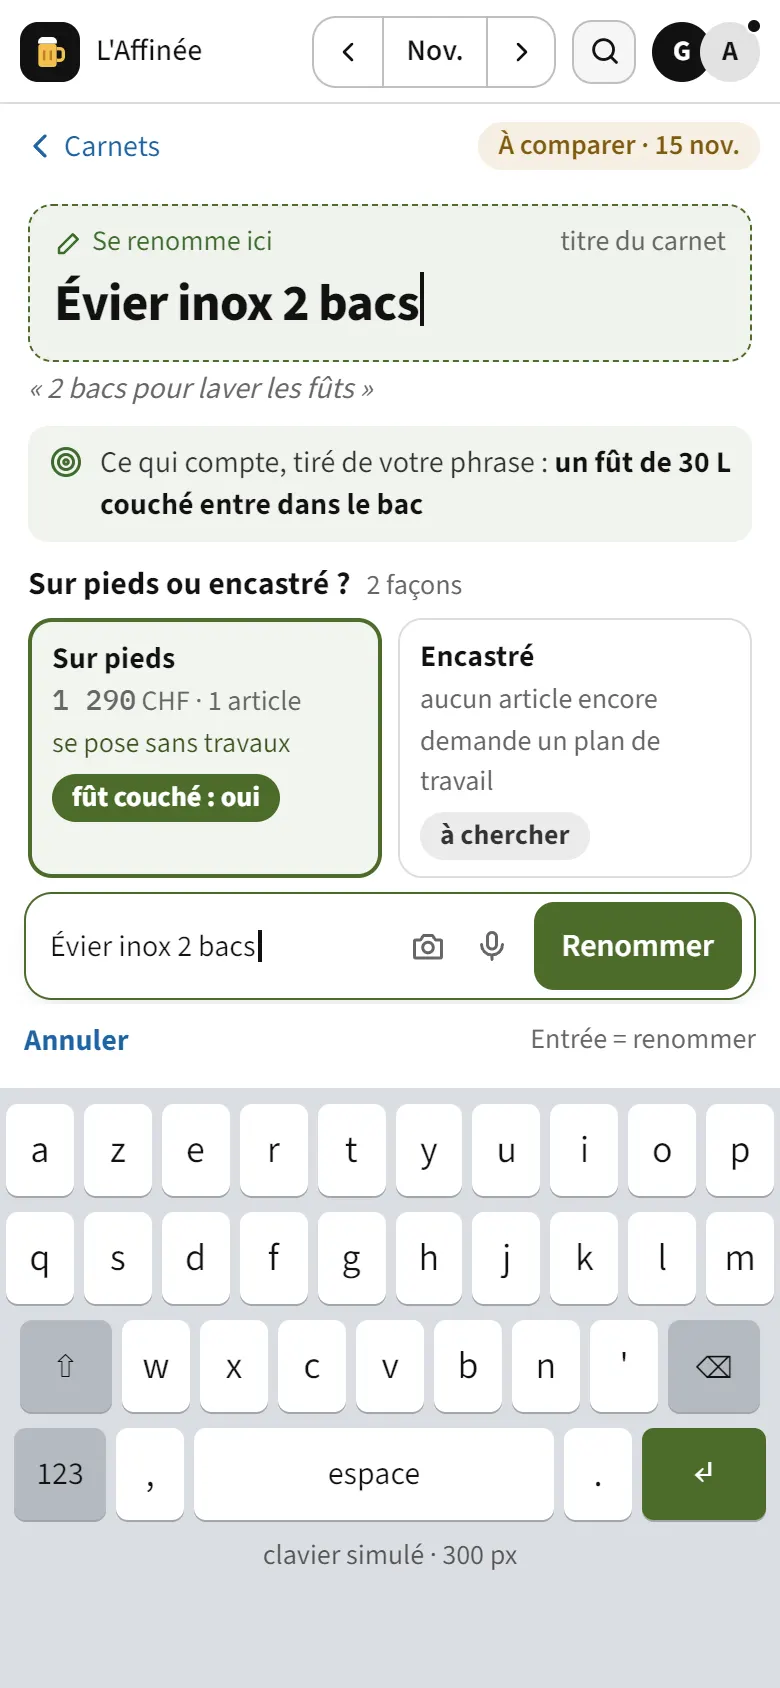 L'Affinée
Nov.
G
A
Carnets
À comparer · 15 nov.
Se renomme ici
titre du carnet
Évier inox 2 bacs
« 2 bacs pour laver les fûts »
Ce qui compte, tiré de votre phrase : un fût de 30 L
couché entre dans le bac
Sur pieds ou encastré ? 2 façons
Sur pieds
1 290 CHF · 1 article
se pose sans travaux
fût couché : oui
Encastré
aucun article encore
demande un plan de
travail
à chercher
Évier inox 2 bacs
Renommer
Annuler
Entrée = renommer
a z e r t y u i o p
q s d f g h j k l m
⇧ w x c v b n ' ⌫
123 , espace . ↵
clavier simulé · 300 px